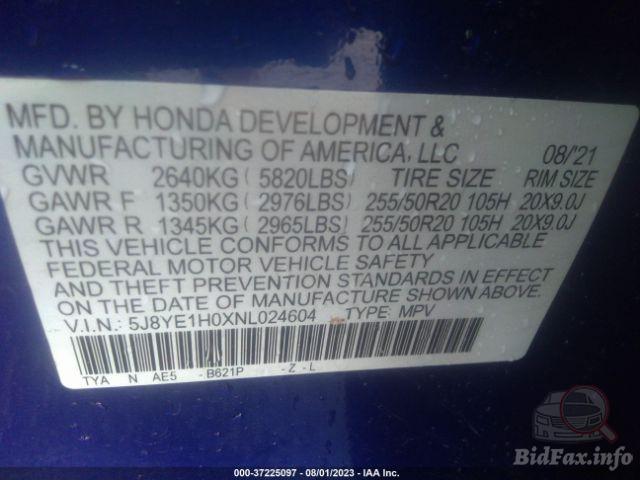 MFD. BY HONDA DEVELOPMENT &
MANUFACTURING OF AMERICA, LLC 08/'21
GVWR 2640KG ( 5820LBS) TIRE SIZE RIM SIZE
GAWR F 1350KG ( 2976LBS) 255/50R20 105H 20X9.0J
GAWR R 1345KG ( 2965LBS) 255/50R20 105H 20X9.0J
THIS VEHICLE CONFORMS TO ALL APPLICABLE
FEDERAL MOTOR VEHICLE SAFETY
AND THEFT PREVENTION STANDARDS IN EFFECT
ON THE DATE OF MANUFACTURE SHOWN ABOVE.
V.I.N.: 5J8YE1H0XNL024604 TYPE: MPV
TYA N AE5 -B621P -Z -L
BidFax.info
000-37225097 - 08/01/2023 - IAA Inc.